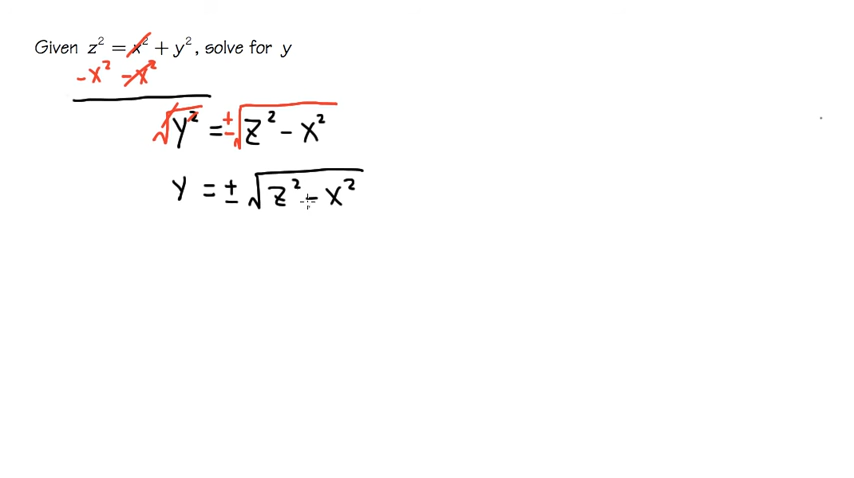 Given z² = x² + y², solve for y
-x² -x²
√y² = ±√z² - x²
y = ±√z² - x²